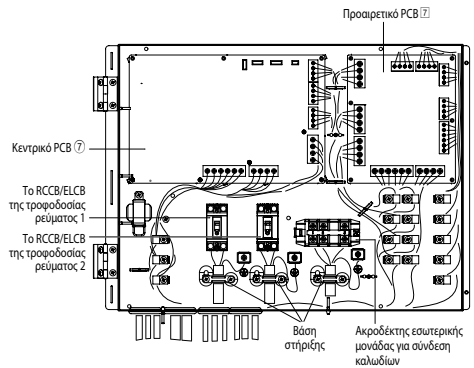 Προαιρετικό PCB 7
Κεντρικό PCB ⑦
Το RCCB/ELCB
της τροφοδοσίας
ρεύματος 1
Το RCCB/ELCB
της τροφοδοσίας
ρεύματος 2
Βάση
στήριξης
Ακροδέκτης εσωτερικής
μονάδας για σύνδεση
καλωδίων